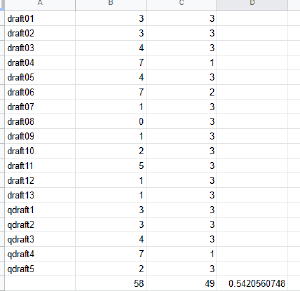 A B C D
draft01 3 3
draft02 3 3
draft03 4 3
draft04 7 1
draft05 4 3
draft06 7 2
draft07 1 3
draft08 0 3
draft09 1 3
draft10 2 3
draft11 5 3
draft12 1 3
draft13 1 3
qdraft1 3 3
qdraft2 3 3
qdraft3 4 3
qdraft4 7 1
qdraft5 2 3
58 49 0.5420560748